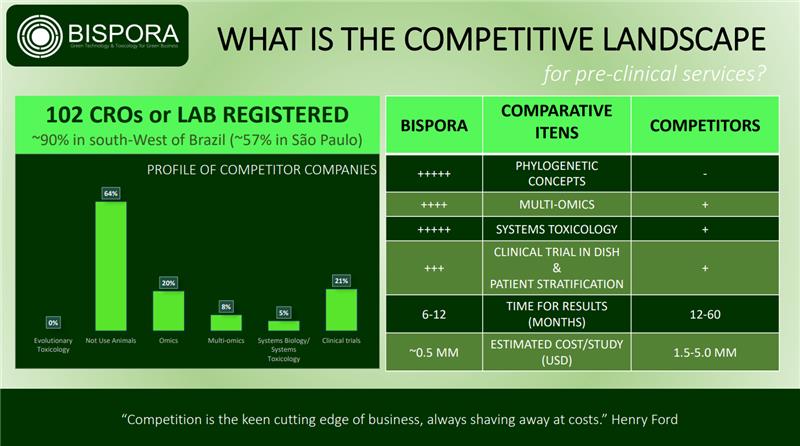 BISPORA
Green Technology & Toxicology for Green Business
WHAT IS THE COMPETITIVE LANDSCAPE
for pre-clinical services?
102 CROs or LAB REGISTERED
~90% in south-West of Brazil (~57% in São Paulo)
PROFILE OF COMPETITOR COMPANIES
0%
64%
20%
8%
5%
21%
Evolutionary
Toxicology
Not Use Animals
Omics
Multi-omics
Systems Biology/
Systems
Toxicology
Clinical trials
BISPORA
COMPARATIVE
ITENS
COMPETITORS
+++++
PHYLOGENETIC
CONCEPTS
-
++++
MULTI-OMICS
+
+++++
SYSTEMS TOXICOLOGY
+
+++
CLINICAL TRIAL IN DISH
&
PATIENT STRATIFICATION
+
6-12
TIME FOR RESULTS
(MONTHS)
12-60
~0.5 MM
ESTIMATED COST/STUDY
(USD)
1.5-5.0 MM
“Competition is the keen cutting edge of business, always shaving away at costs.” Henry Ford